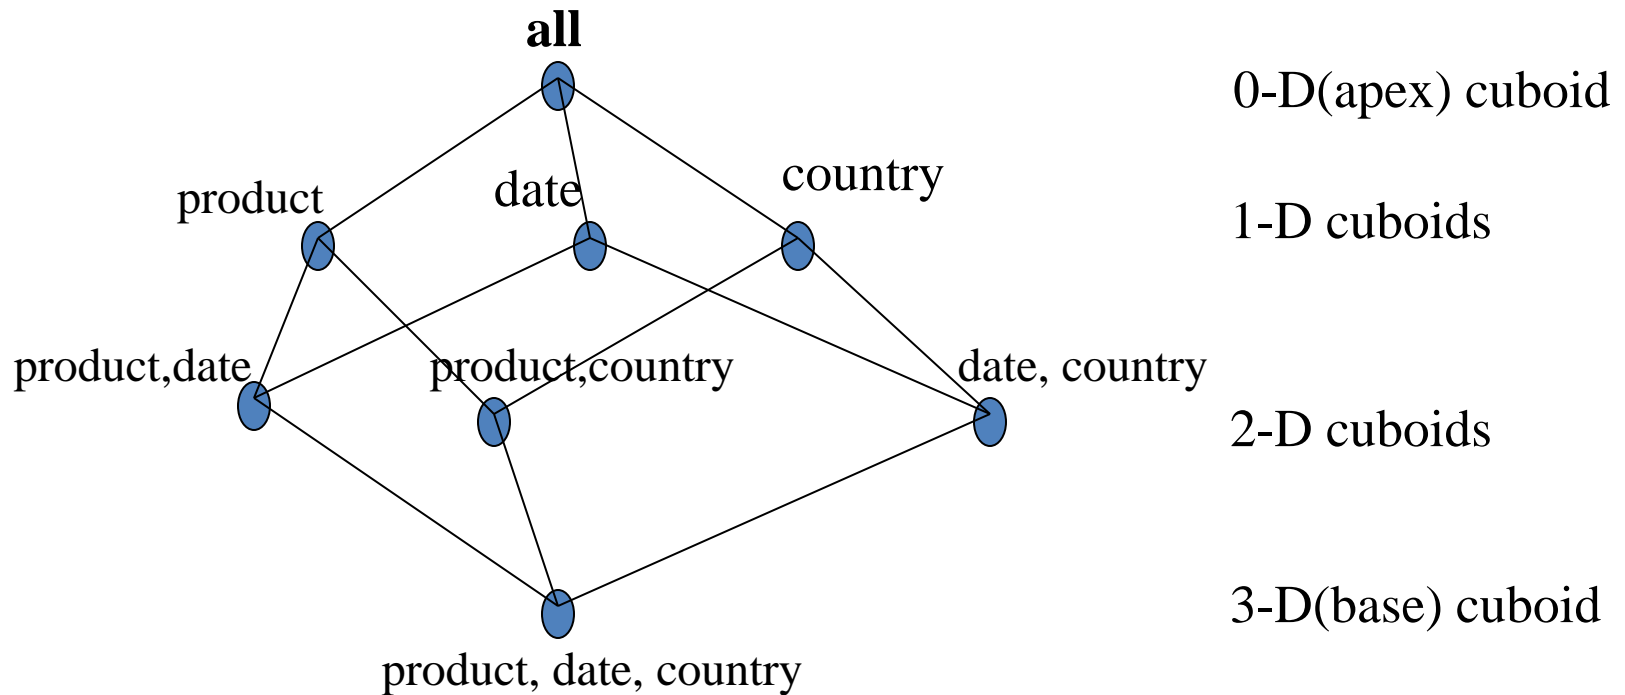 all
0-D(apex) cuboid
product
date
country
1-D cuboids
product,date
product,country
date, country
2-D cuboids
3-D(base) cuboid
product, date, country